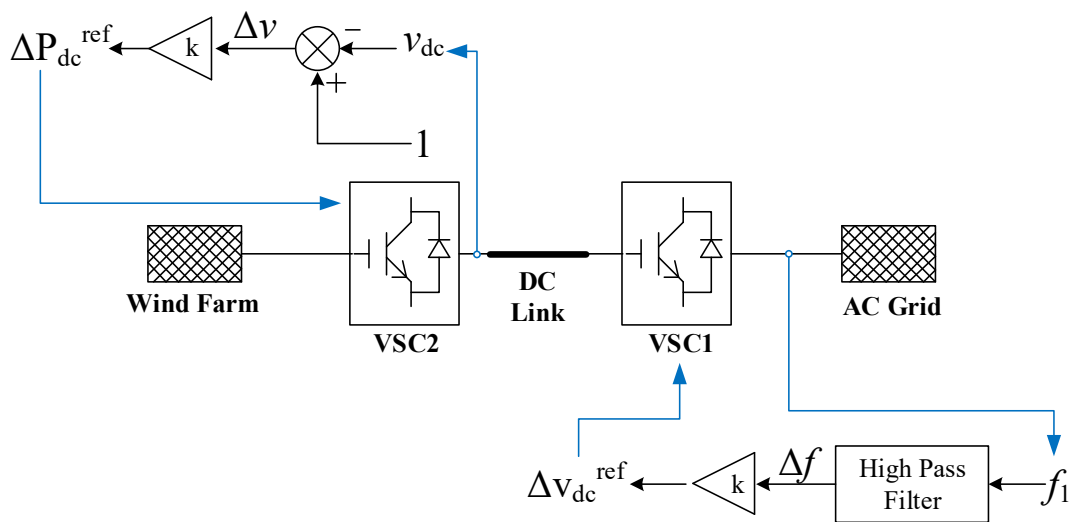 ΔP_dc^ref
k
Δv
−
v_dc
+
1
Wind Farm
VSC2
DC
Link
VSC1
AC Grid
Δv_dc^ref
k
Δf
High Pass
Filter
f_1